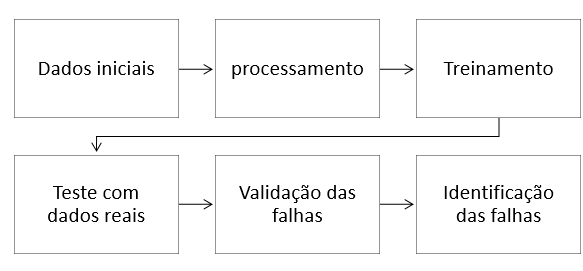 Dados iniciais
processamento
Treinamento
Teste com
dados reais
Validação das
falhas
Identificação
das falhas